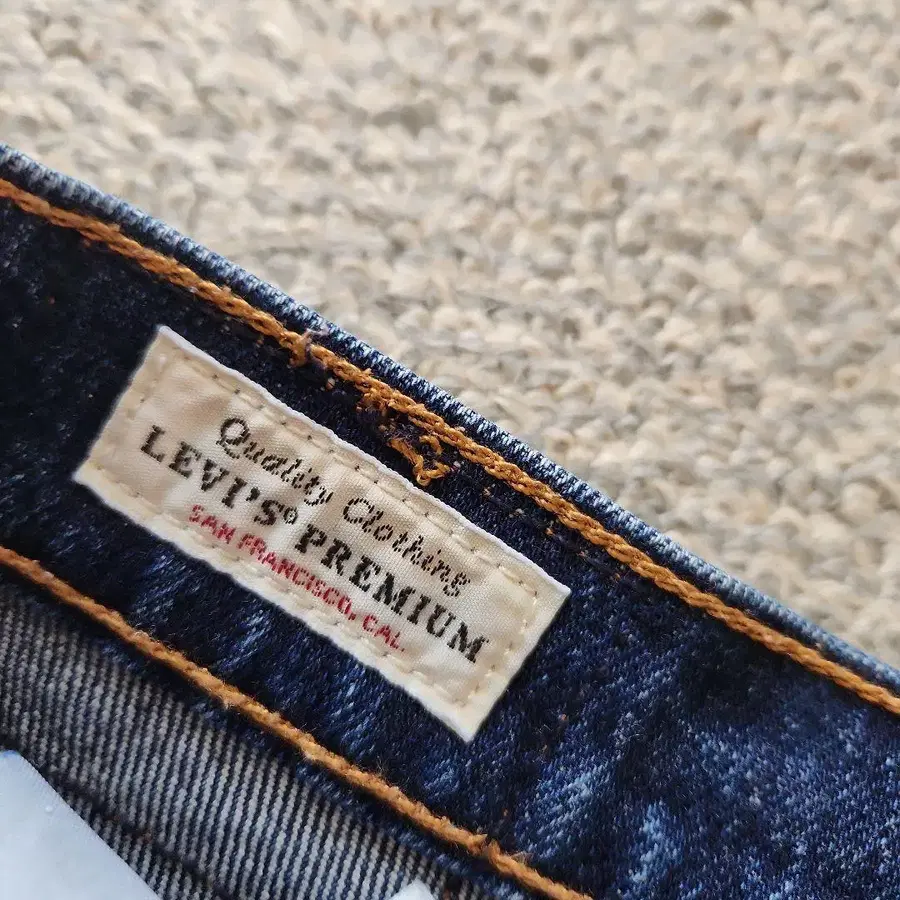 Quality Clothing
LEVI'S® PREMIUM
SAN FRANCISCO, CAL.